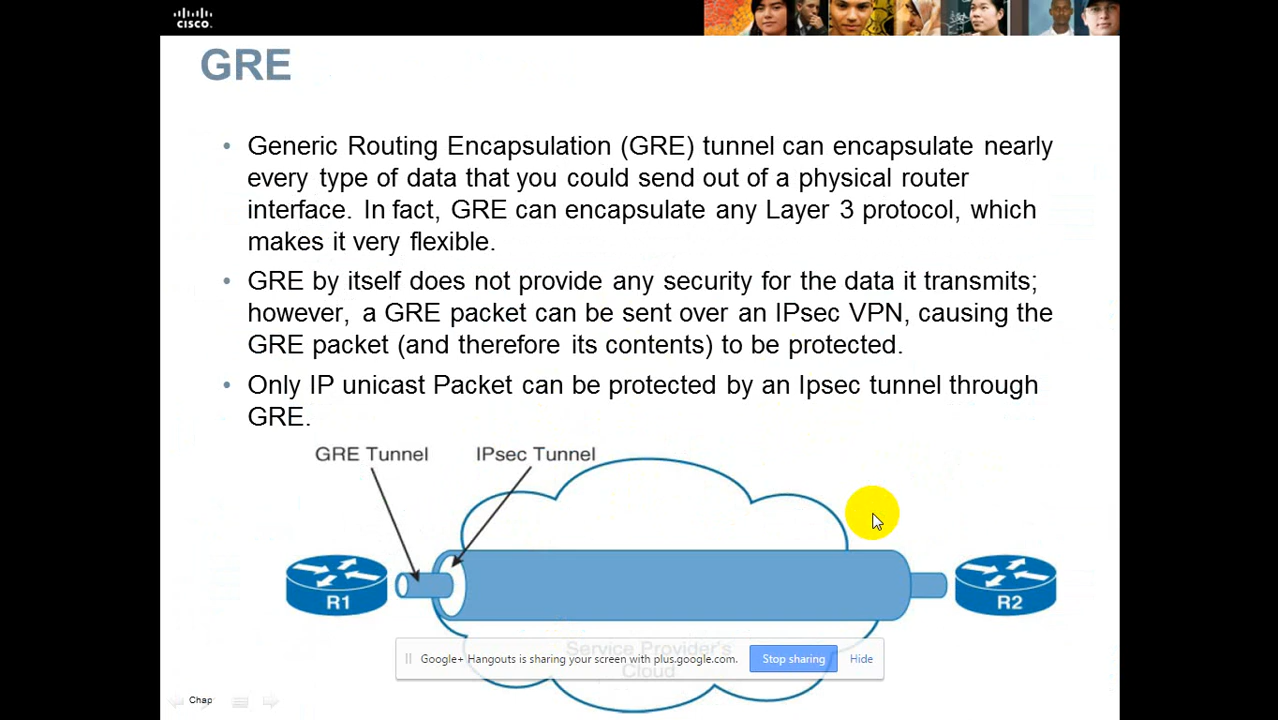 CISCO.
GRE
• Generic Routing Encapsulation (GRE) tunnel can encapsulate nearly
every type of data that you could send out of a physical router
interface. In fact, GRE can encapsulate any Layer 3 protocol, which
makes it very flexible.
• GRE by itself does not provide any security for the data it transmits;
however, a GRE packet can be sent over an IPsec VPN, causing the
GRE packet (and therefore its contents) to be protected.
• Only IP unicast Packet can be protected by an Ipsec tunnel through
GRE.
GRE Tunnel
IPsec Tunnel
R1
R2
Service Provider's
Cloud
Google+ Hangouts is sharing your screen with plus.google.com.
Stop sharing
Hide
Chap